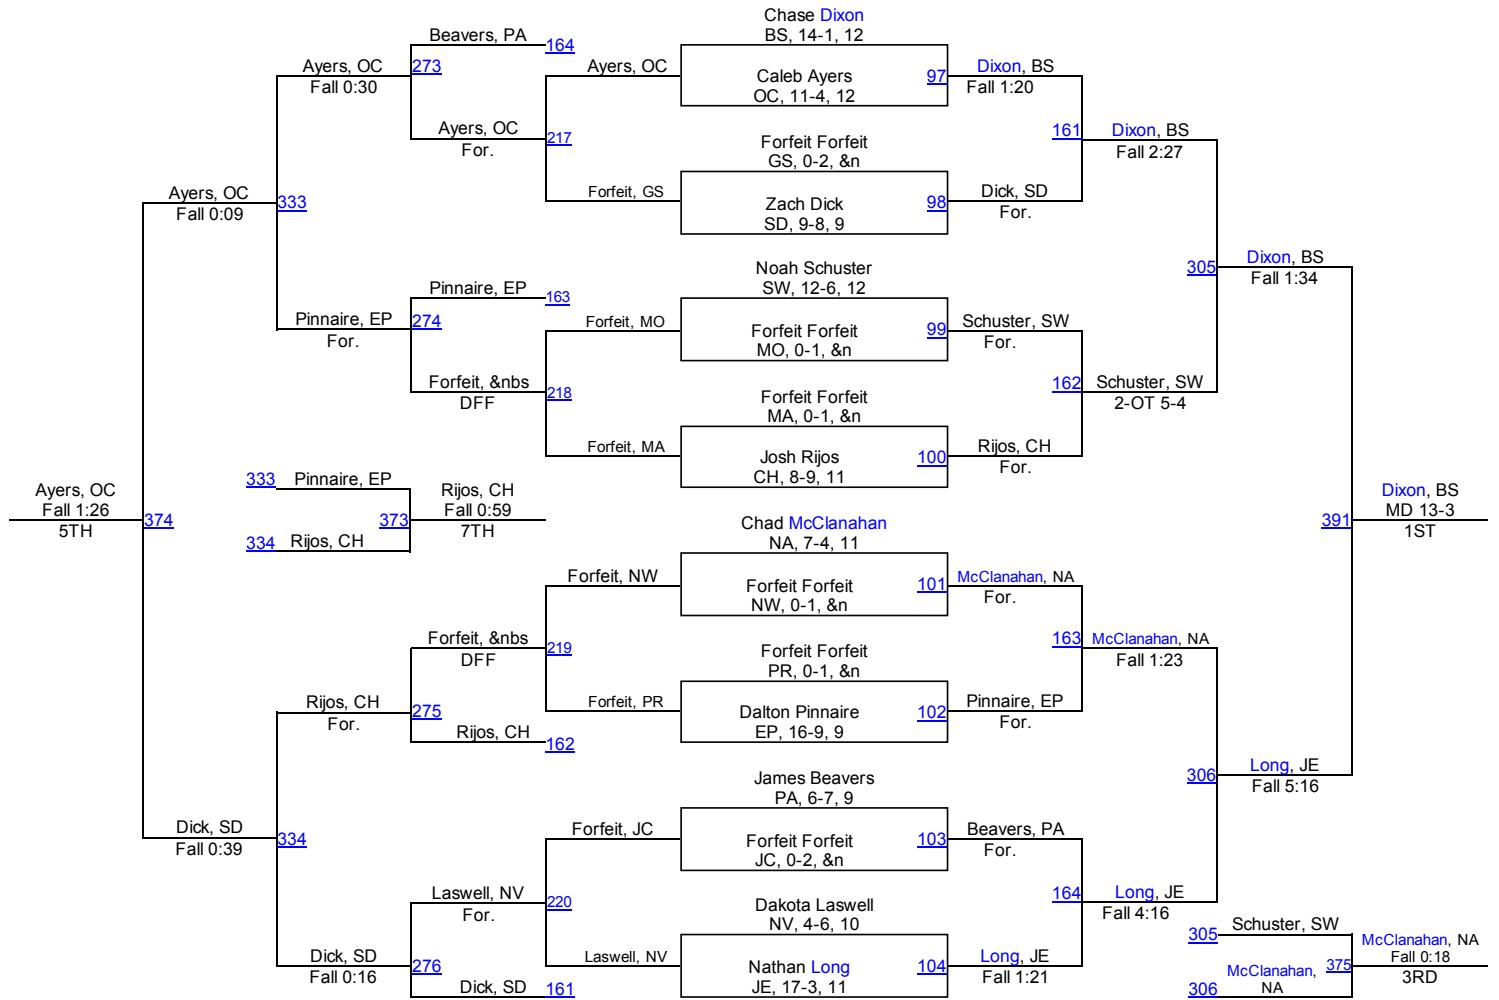 Chase Dixon
BS, 14-1, 12
Beavers, PA
164
Ayers, OC
Fall 0:30
273
Ayers, OC
Caleb Ayers
OC, 11-4, 12
97
Dixon, BS
Fall 1:20
Ayers, OC
For.
217
161
Dixon, BS
Fall 2:27
Forfeit Forfeit
GS, 0-2, &n
Ayers, OC
Fall 0:09
333
Forfeit, GS
Zach Dick
SD, 9-8, 9
98
Dick, SD
For.
305
Dixon, BS
Fall 1:34
Noah Schuster
SW, 12-6, 12
Pinnaire, EP
163
Pinnaire, EP
For.
274
Forfeit, MO
Forfeit Forfeit
MO, 0-1, &n
99
Schuster, SW
For.
Forfeit, &nbs
DFF
218
162
Schuster, SW
2-OT 5-4
Forfeit Forfeit
MA, 0-1, &n
Forfeit, MA
Josh Rijos
CH, 8-9, 11
100
Rijos, CH
For.
Ayers, OC
Fall 1:26
5TH
374
333
Pinnaire, EP
334
Rijos, CH
373
Rijos, CH
Fall 0:59
7TH
391
Dixon, BS
MD 13-3
1ST
Chad McClanahan
NA, 7-4, 11
Forfeit, NW
Forfeit Forfeit
NW, 0-1, &n
101
McClanahan, NA
For.
Forfeit, &nbs
DFF
219
163
McClanahan, NA
Fall 1:23
Forfeit Forfeit
PR, 0-1, &n
Rijos, CH
For.
275
Forfeit, PR
Dalton Pinnaire
EP, 16-9, 9
102
Pinnaire, EP
For.
Rijos, CH
162
306
Long, JE
Fall 5:16
James Beavers
PA, 6-7, 9
Dick, SD
Fall 0:39
334
Forfeit, JC
Forfeit Forfeit
JC, 0-2, &n
103
Beavers, PA
For.
Laswell, NV
For.
220
164
Long, JE
Fall 4:16
Dakota Laswell
NV, 4-6, 10
Dick, SD
Fall 0:16
276
Laswell, NV
Nathan Long
JE, 17-3, 11
104
Long, JE
Fall 1:21
Dick, SD
161
305
Schuster, SW
306
McClanahan,
NA
375
McClanahan, NA
Fall 0:18
3RD